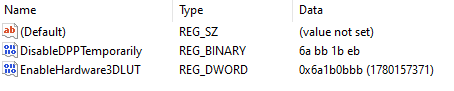 Name Type Data
(Default) REG_SZ (value not set)
DisableDPPTemporarily REG_BINARY 6a bb 1b eb
EnableHardware3DLUT REG_DWORD 0x6a1b0bbb (1780157371)